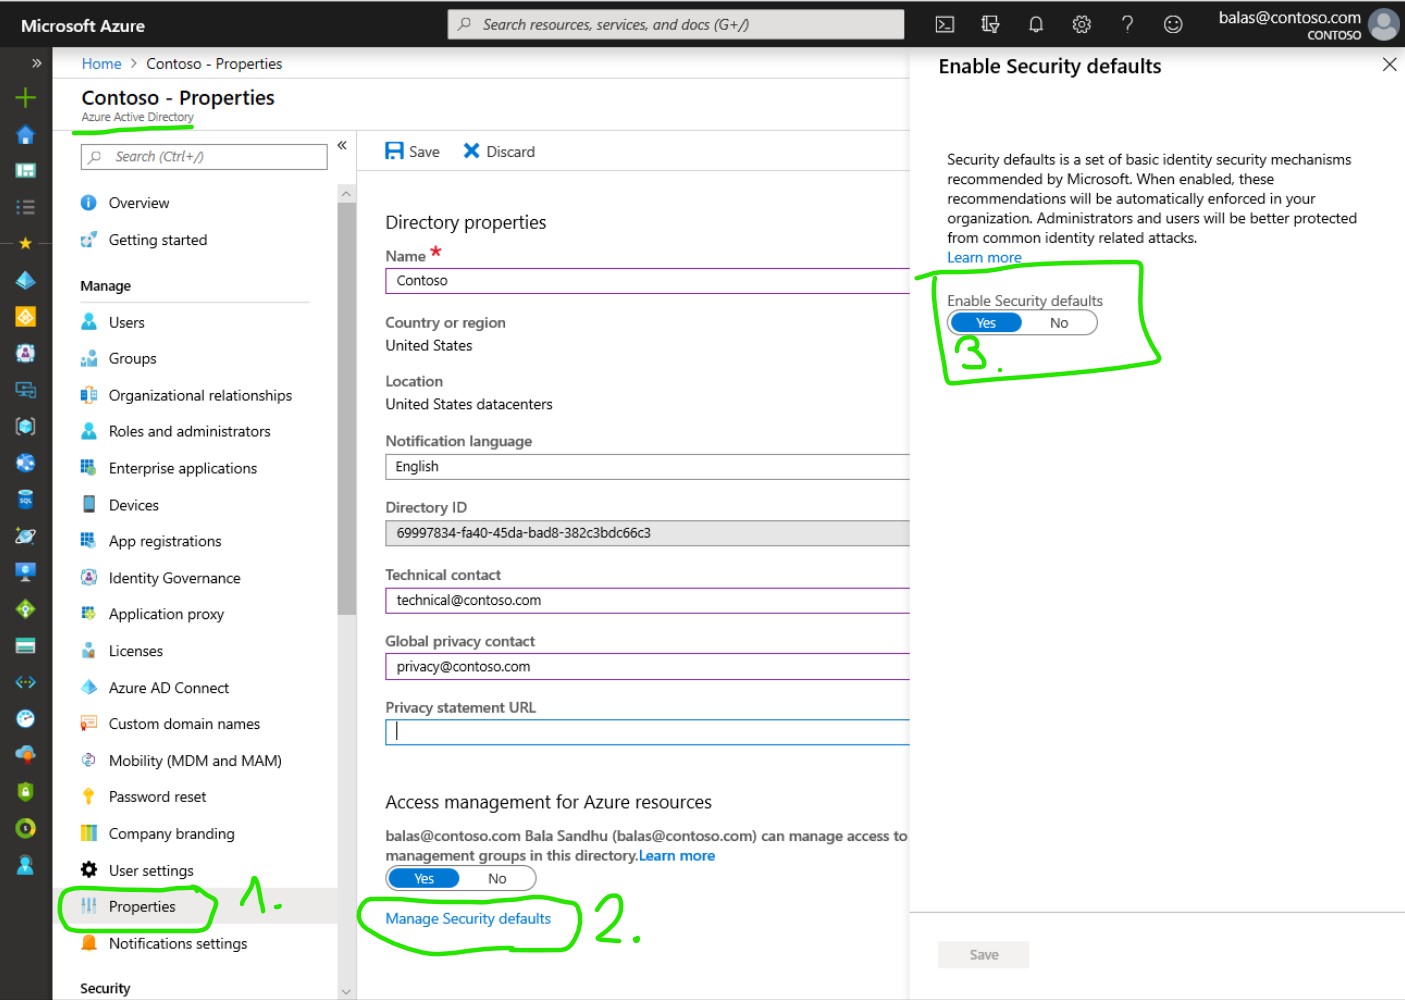 Microsoft Azure
Search resources, services, and docs (G+/)
balas@contoso.com
CONTOSO
Home > Contoso - Properties
Contoso - Properties
Azure Active Directory
Search (Ctrl+/)
Overview
Getting started
Manage
Users
Groups
Organizational relationships
Roles and administrators
Enterprise applications
Devices
App registrations
Identity Governance
Application proxy
Licenses
Azure AD Connect
Custom domain names
Mobility (MDM and MAM)
Password reset
Company branding
User settings
Properties
1.
Notifications settings
Security
Save
Discard
Directory properties
Name *
Contoso
Country or region
United States
Location
United States datacenters
Notification language
English
Directory ID
69997834-fa40-45da-bad8-382c3bdc66c3
Technical contact
technical@contoso.com
Global privacy contact
privacy@contoso.com
Privacy statement URL
Access management for Azure resources
balas@contoso.com Bala Sandhu (balas@contoso.com) can manage access to
management groups in this directory. Learn more
Yes No
Manage Security defaults
2.
Enable Security defaults
Security defaults is a set of basic identity security mechanisms
recommended by Microsoft. When enabled, these
recommendations will be automatically enforced in your
organization. Administrators and users will be better protected
from common identity related attacks.
Learn more
Enable Security defaults
Yes No
3.
Save